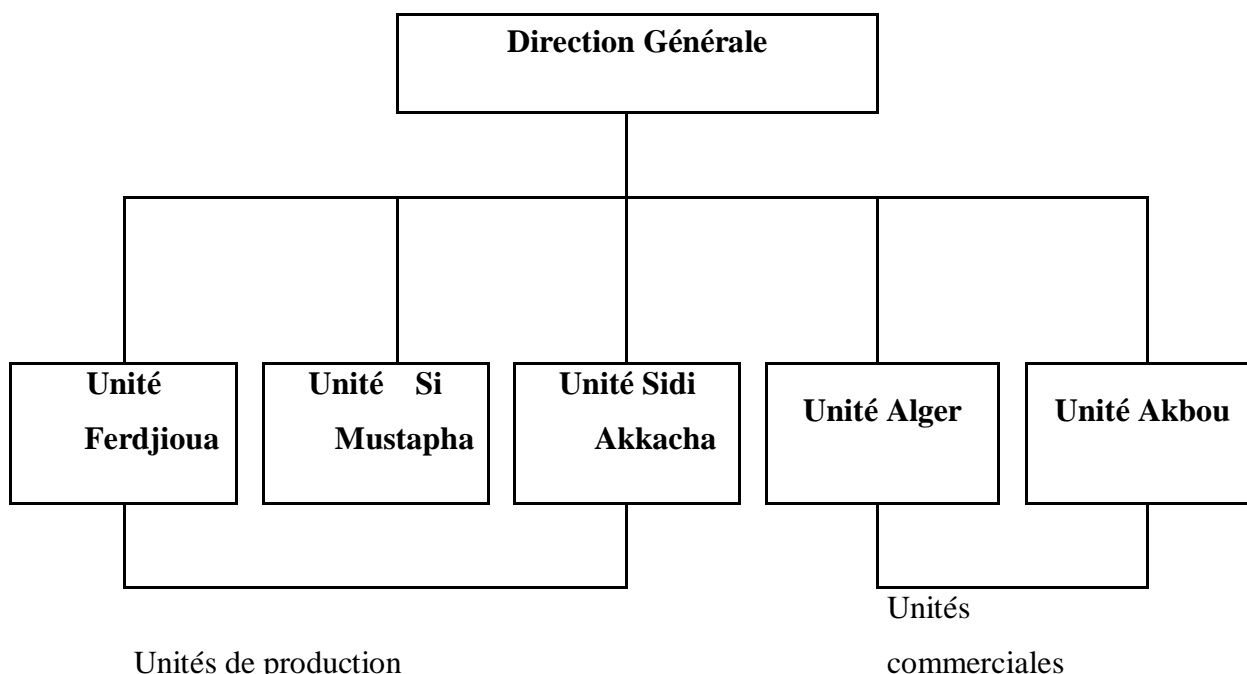 Direction Générale
Unité
Ferdjioua
Unité Si
Mustapha
Unité Sidi
Akkacha
Unité Alger
Unité Akbou
Unités de production
Unités
commerciales